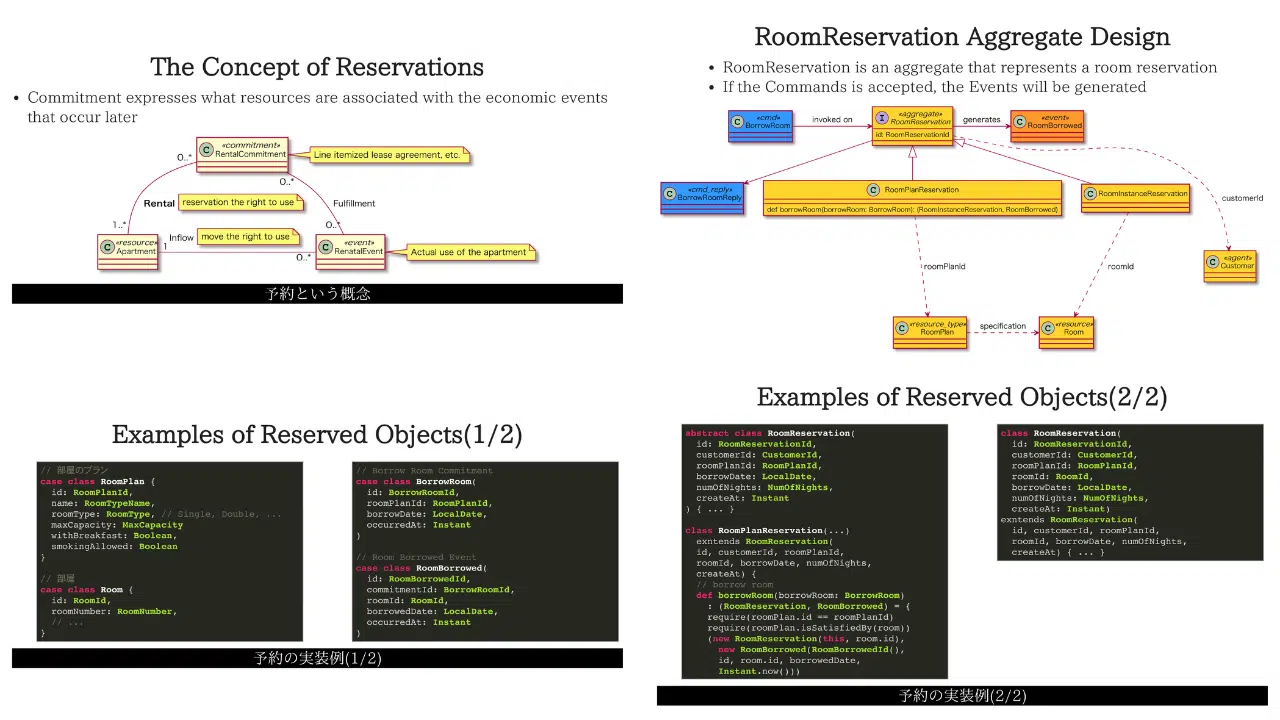 The Concept of Reservations
• Commitment expresses what resources are associated with the economic events
that occur later
C «commitment»
RentalCommitment
Line itemized lease agreement, etc.
0..*
0..*
Rental
reservation the right to use
Fulfillment
1..*
0..*
C «resource»
Apartment
1
Inflow
move the right to use
0..*
C «event»
RenatalEvent
Actual use of the apartment
予約という概念
RoomReservation Aggregate Design
• RoomReservation is an aggregate that represents a room reservation
• If the Commands is accepted, the Events will be generated
C «cmd»
BorrowRoom
invoked on
I «aggregate»
RoomReservation
id: RoomReservationId
generates
C «event»
RoomBorrowed
C «cmd_reply»
BorrowRoomReply
C RoomPlanReservation
def borrowRoom(borrowRoom: BorrowRoom): (RoomInstanceReservation, RoomBorrowed)
C RoomInstanceReservation
customerId
roomPlanId
roomId
C «agent»
Customer
C «resource_type»
RoomPlan
specification
C «resource»
Room
Examples of Reserved Objects(1/2)
// 部屋のプラン
case class RoomPlan {
id: RoomPlanId,
name: RoomTypeName,
roomType: RoomType, // Single, Double, ...
maxCapacity: MaxCapacity
withBreakfast: Boolean,
smokingAllowed: Boolean
}
// 部屋
case class Room {
id: RoomId,
roomNumber: RoomNumber,
// ...
}
// Borrow Room Commitment
case class BorrowRoom(
id: BorrowRoomId,
roomPlanId: RoomPlanId,
borrowDate: LocalDate,
occurredAt: Instant
)
// Room Borrowed Event
case class RoomBorrowed(
id: RoomBorrowedId,
commitmentId: BorrowRoomId,
roomId: RoomId,
borrowedDate: LocalDate,
occurredAt: Instant
)
予約の実装例(1/2)
Examples of Reserved Objects(2/2)
abstract class RoomReservation(
id: RoomReservationId,
customerId: CustomerId,
roomPlanId: RoomPlanId,
borrowDate: LocalDate,
numOfNights: NumOfNights,
createAt: Instant
) { ... }
class RoomPlanReservation(...)
exntends RoomReservation(
id, customerId, roomPlanId,
roomId, borrowDate, numOfNights,
createAt) {
// borrow room
def borrowRoom(borrowRoom: BorrowRoom)
: (RoomReservation, RoomBorrowed) = {
require(roomPlan.id == roomPlanId)
require(roomPlan.isSatisfiedBy(room))
(new RoomReservation(this, room.id),
new RoomBorrowed(RoomBorrowedId(),
id, room.id, borrowedDate,
Instant.now()))
class RoomReservation(
id: RoomReservationId,
customerId: CustomerId,
roomPlanId: RoomPlanId,
roomId: RoomId,
borrowDate: LocalDate,
numOfNights: NumOfNights,
createAt: Instant)
exntends RoomReservation(
id, customerId, roomPlanId,
roomId, borrowDate, numOfNights,
createAt) { ... }
予約の実装例(2/2)